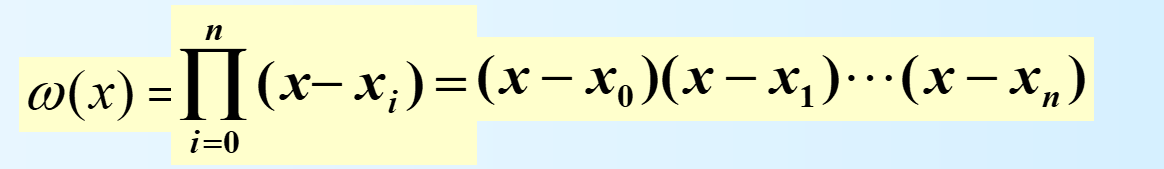 ω(x) = ∏_{i=0}^{n} (x − x_i) = (x − x_0)(x − x_1)⋯(x − x_n)